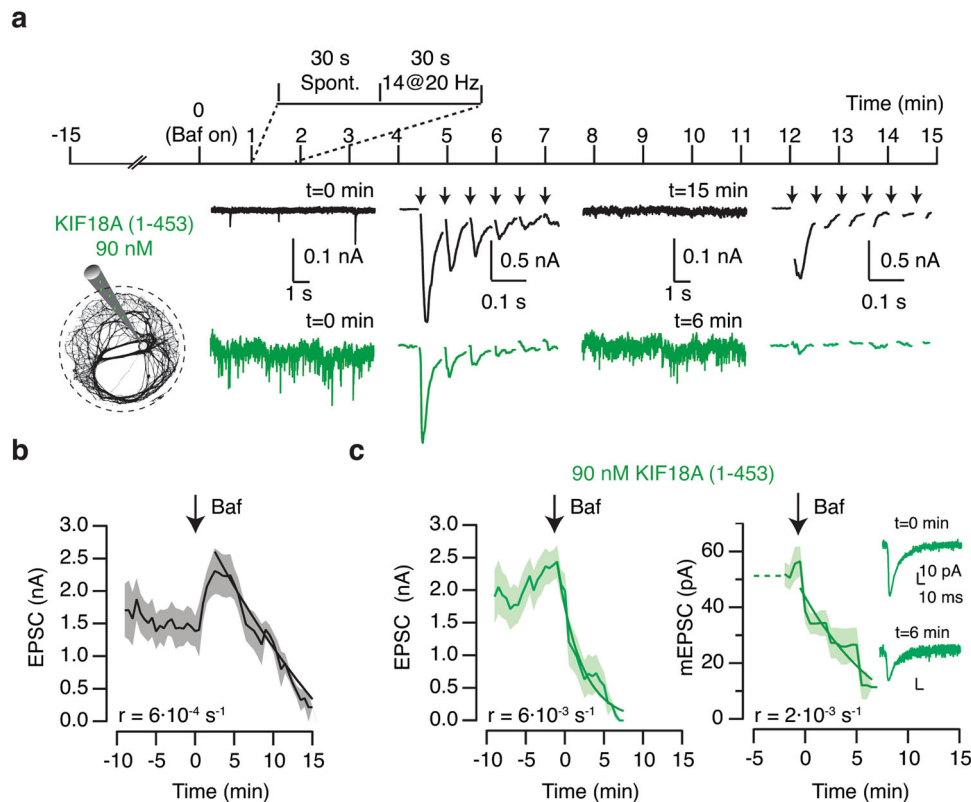 a
30 s 30 s
Spont. 14@20 Hz
0
(Baf on)
Time (min)
-15 1 2 3 4 5 6 7 8 9 10 11 12 13 14 15
t=0 min
t=15 min
KIF18A (1-453)
90 nM
0.1 nA
1 s
0.5 nA
0.1 s
0.1 nA
1 s
0.5 nA
0.1 s
t=0 min
t=6 min
b
Baf
EPSC (nA)
3.0
2.5
2.0
1.5
1.0
0.5
0.0
r = 6·10-4 s-1
-10 -5 0 5 10 15
Time (min)
c
90 nM KIF18A (1-453)
Baf
EPSC (nA)
3.0
2.5
2.0
1.5
1.0
0.5
0.0
r = 6·10-3 s-1
-10 -5 0 5 10 15
Time (min)
Baf
mEPSC (pA)
60
40
20
0
t=0 min
10 pA
10 ms
t=6 min
r = 2·10-3 s-1
-5 0 5 10 15
Time (min)